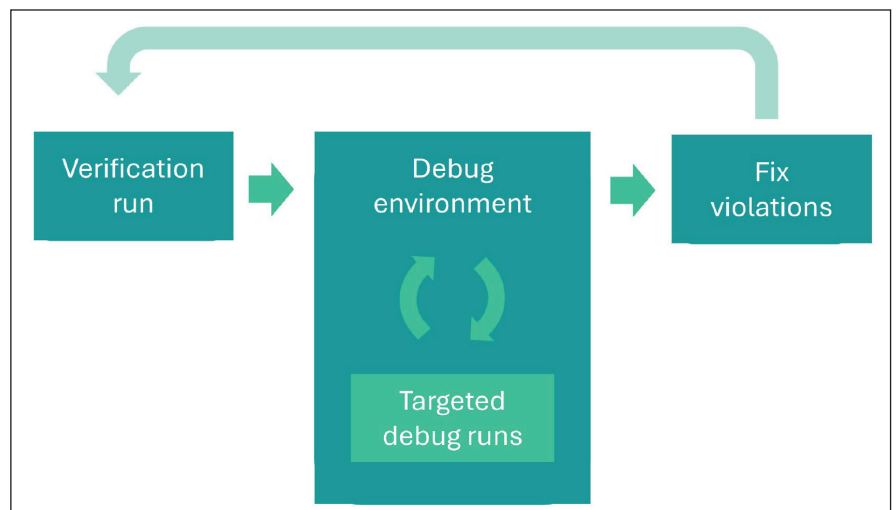 Verification
run
Debug
environment
Targeted
debug runs
Fix
violations